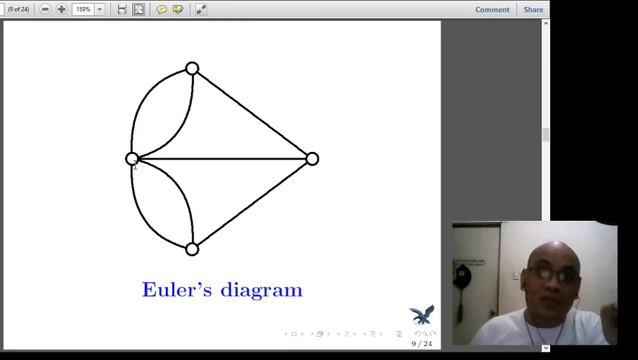 (9 of 24)
159%
Comment
Share
Euler's diagram
9 / 24